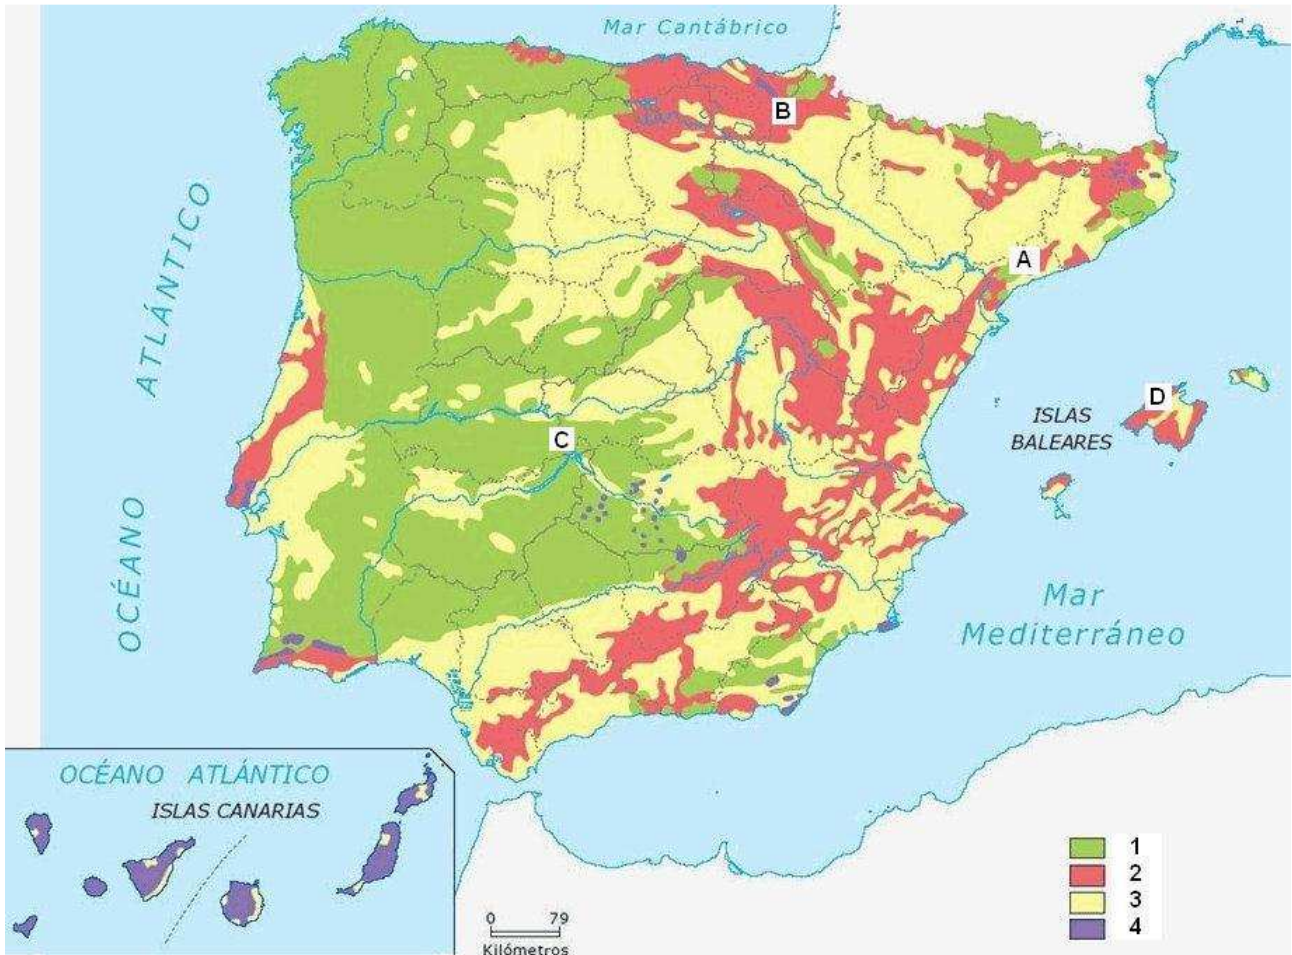 Mar Cantábrico
B
OCÉANO ATLÁNTICO
A
D
ISLAS
BALEARES
C
Mar
Mediterráneo
OCÉANO ATLÁNTICO
ISLAS CANARIAS
0 79
Kilómetros
1
2
3
4